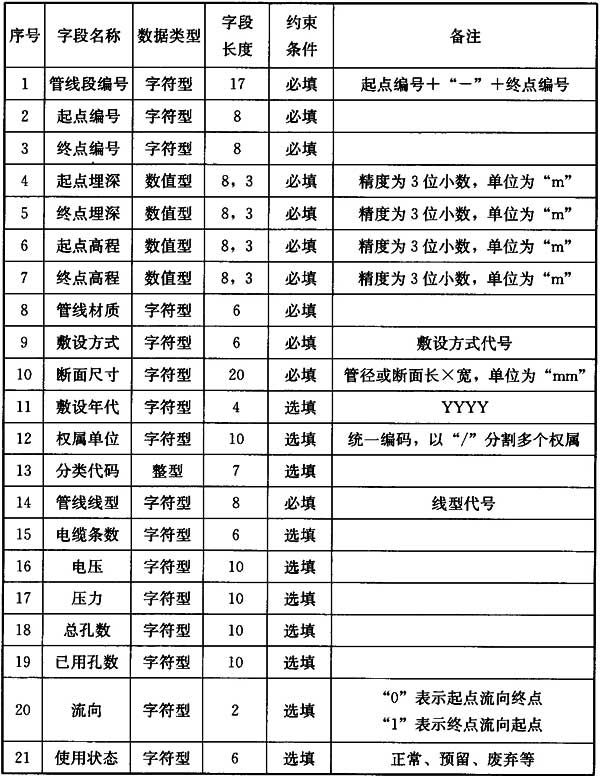 序号 字段名称 数据类型 字段长度 约束条件 备注
1 管线段编号 字符型 17 必填 起点编号＋“－”＋终点编号
2 起点编号 字符型 8 必填
3 终点编号 字符型 8 必填
4 起点埋深 数值型 8，3 必填 精度为3位小数，单位为“m”
5 终点埋深 数值型 8，3 必填 精度为3位小数，单位为“m”
6 起点高程 数值型 8，3 必填 精度为3位小数，单位为“m”
7 终点高程 数值型 8，3 必填 精度为3位小数，单位为“m”
8 管线材质 字符型 6 必填
9 敷设方式 字符型 6 必填 敷设方式代号
10 断面尺寸 字符型 20 必填 管径或断面长×宽，单位为“mm”
11 敷设年代 字符型 4 选填 YYYY
12 权属单位 字符型 10 选填 统一编码，以“/”分割多个权属
13 分类代码 整型 7 选填
14 管线线型 字符型 8 必填 线型代号
15 电缆条数 字符型 6 选填
16 电压 字符型 10 选填
17 压力 字符型 10 选填
18 总孔数 字符型 10 选填
19 已用孔数 字符型 10 选填
20 流向 字符型 2 选填 “0”表示起点流向终点
“1”表示终点流向起点
21 使用状态 字符型 6 选填 正常、预留、废弃等